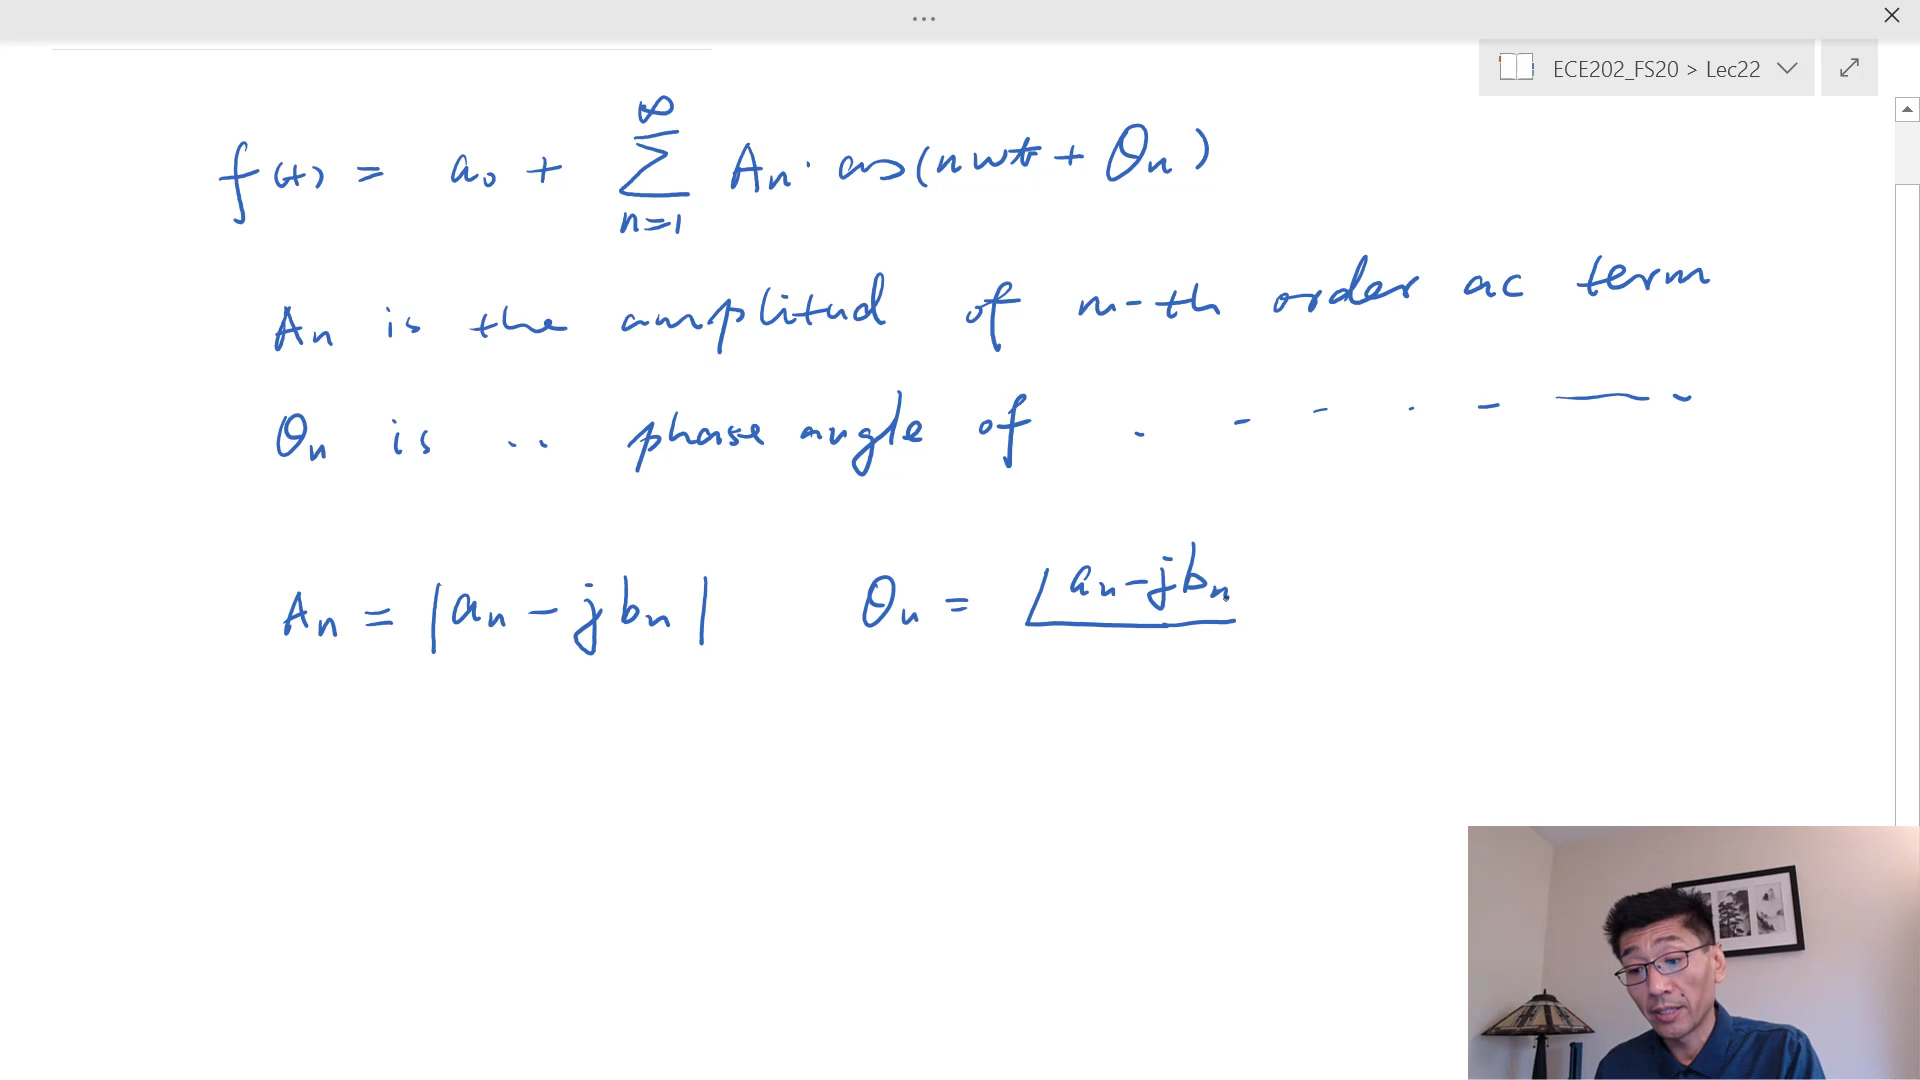 ECE202_FS20 > Lec22
f(t) = a₀ + ∑_{n=1}^{∞} Aₙ · cos(nωt + θₙ)
Aₙ is the amplitud of n-th order ac term
θₙ is .. phase angle of . - - . - — -
Aₙ = |aₙ - jbₙ| θₙ = ∠aₙ-jbₙ